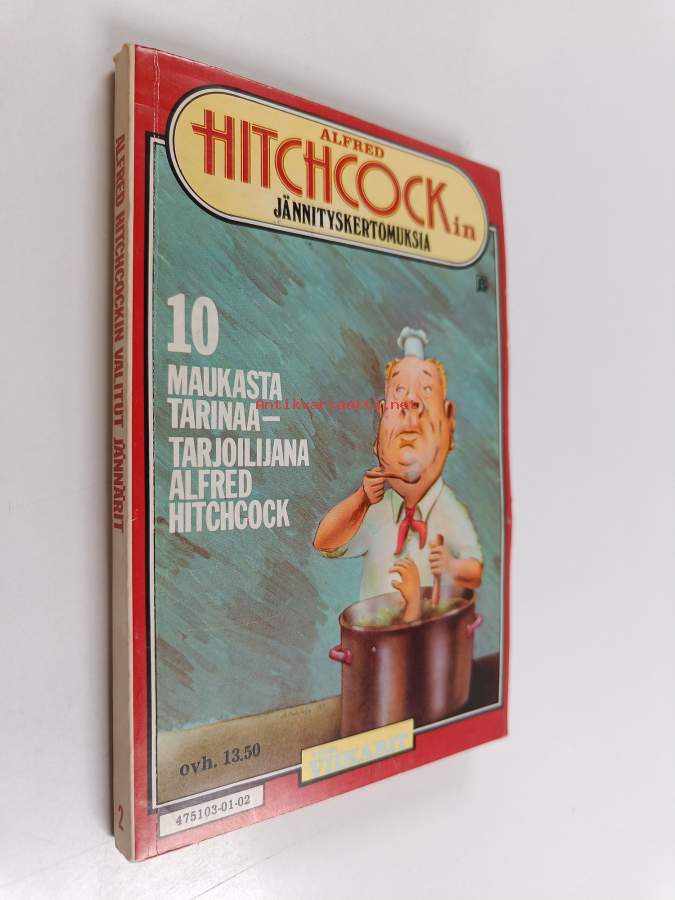 ALFRED
HITCHCOCKin
JÄNNITYSKERTOMUKSIA
10
MAUKASTA
TARINAA—
TARJOILIJANA
ALFRED
HITCHCOCK
Antikvariaatti.net
ovh. 13.50
VIIKARIT
475103-01-02
ALFRED HITCHCOCKIN VALITUT JÄNNÄRIT
2